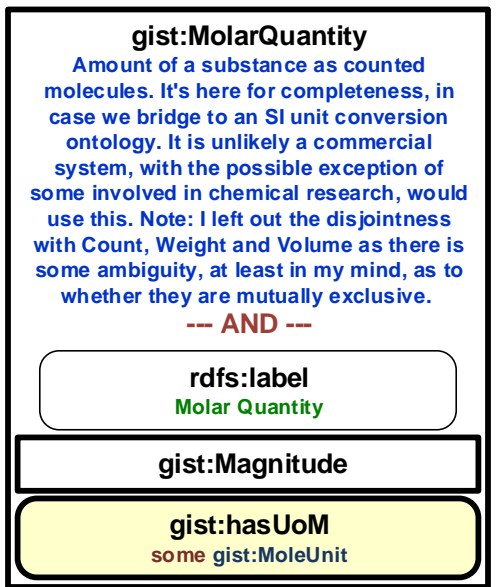 gist:MolarQuantity
Amount of a substance as counted
molecules. It's here for completeness, in
case we bridge to an SI unit conversion
ontology. It is unlikely a commercial
system, with the possible exception of
some involved in chemical research, would
use this. Note: I left out the disjointness
with Count, Weight and Volume as there is
some ambiguity, at least in my mind, as to
whether they are mutually exclusive.
--- AND ---
rdfs:label
Molar Quantity
gist:Magnitude
gist:hasUoM
some gist:MoleUnit